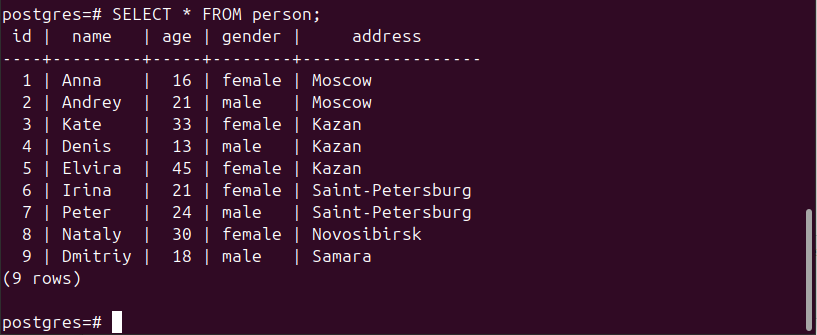 postgres=# SELECT * FROM person;
 id |  name   | age | gender |     address
----+---------+-----+--------+------------------
  1 | Anna    |  16 | female | Moscow
  2 | Andrey  |  21 | male   | Moscow
  3 | Kate    |  33 | female | Kazan
  4 | Denis   |  13 | male   | Kazan
  5 | Elvira  |  45 | female | Kazan
  6 | Irina   |  21 | female | Saint-Petersburg
  7 | Peter   |  24 | male   | Saint-Petersburg
  8 | Nataly  |  30 | female | Novosibirsk
  9 | Dmitriy |  18 | male   | Samara
(9 rows)

postgres=#